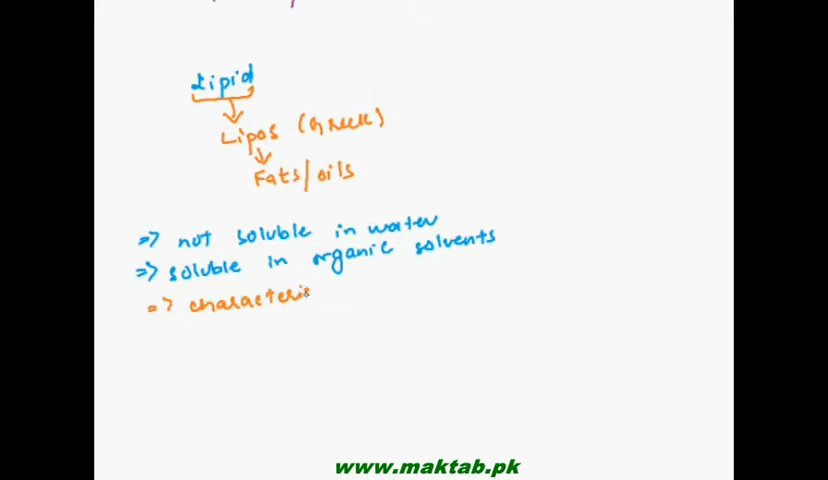 Lipid
Lipos (Greek)
Fats/oils
=> not soluble in water
=> soluble in organic solvents
=> characteris
www.maktab.pk